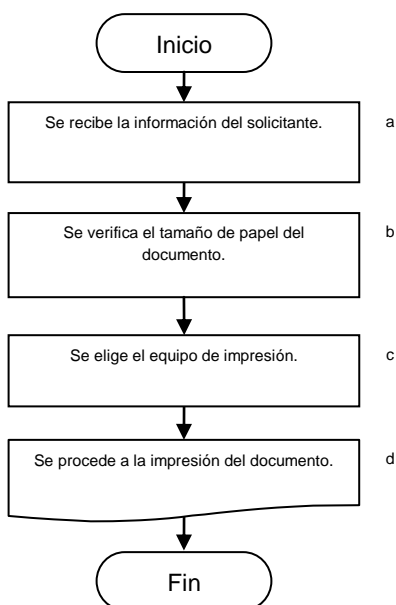 Inicio
Se recibe la información del solicitante.
a
Se verifica el tamaño de papel del
documento.
b
Se elige el equipo de impresión.
c
Se procede a la impresión del documento.
d
Fin